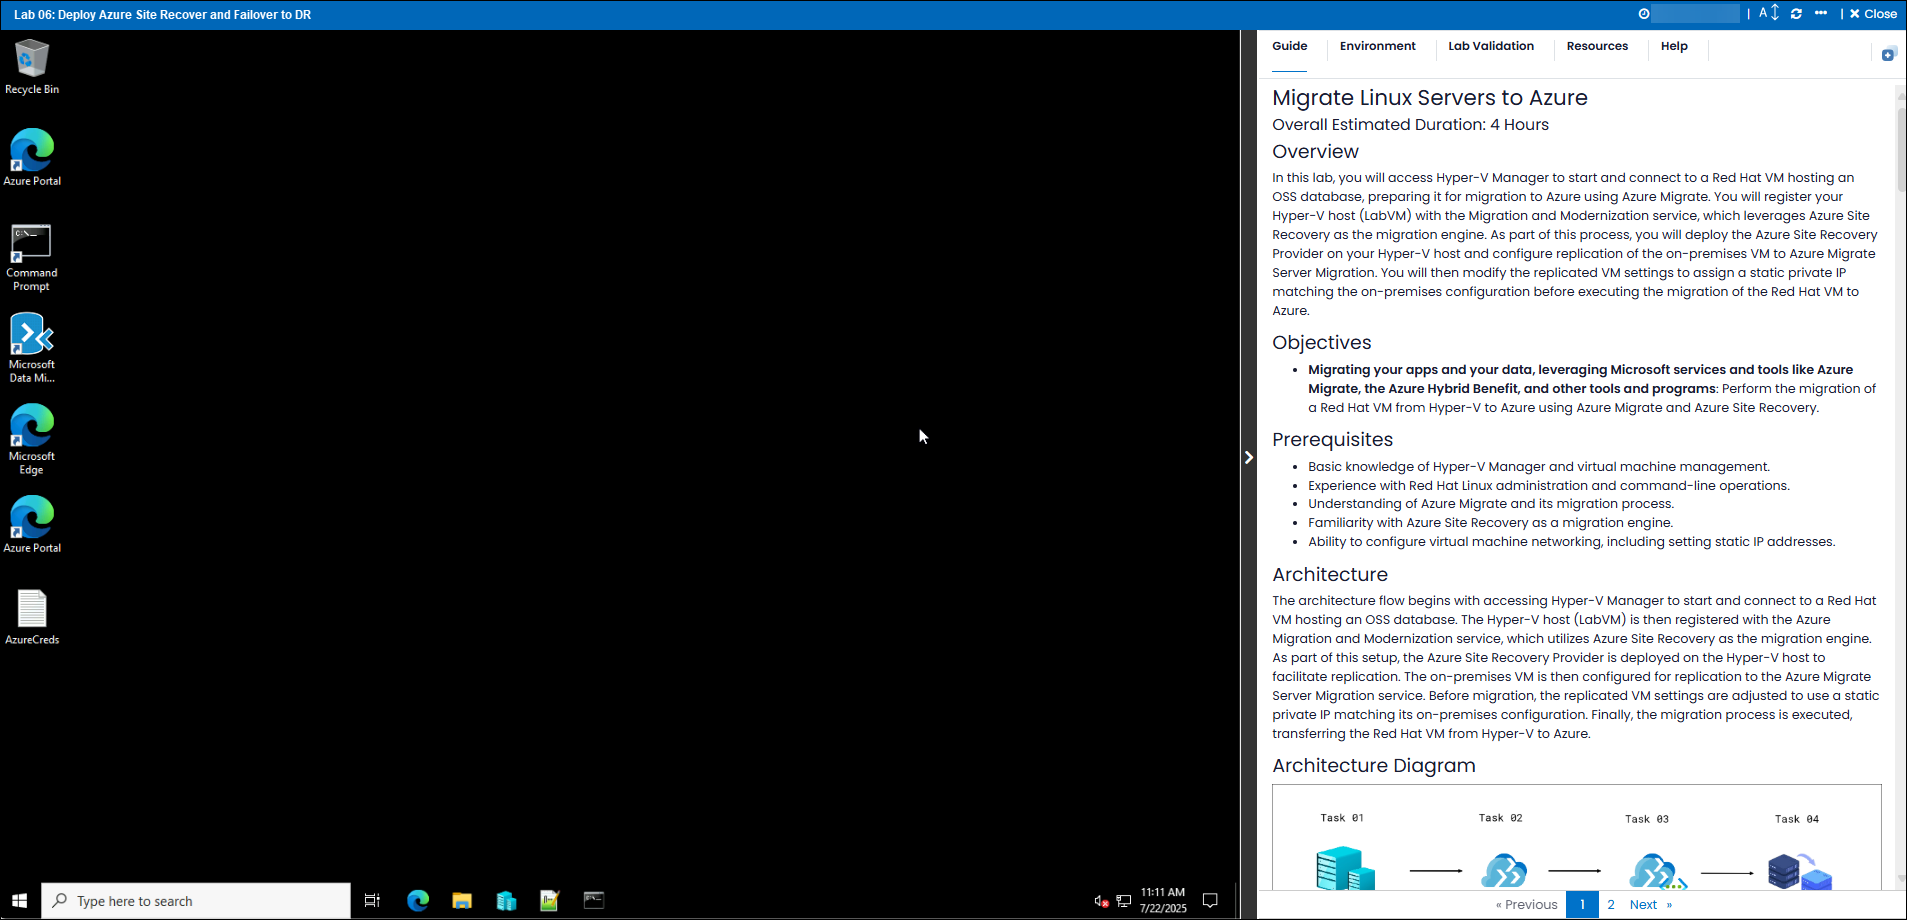 Lab 06: Deploy Azure Site Recover and Failover to DR
A
Close
Recycle Bin
Azure Portal
Command
Prompt
Microsoft
Data Mi...
Microsoft
Edge
Azure Portal
AzureCreds
Type here to search
11:11 AM
7/22/2025
Guide
Environment
Lab Validation
Resources
Help
Migrate Linux Servers to Azure
Overall Estimated Duration: 4 Hours
Overview
In this lab, you will access Hyper-V Manager to start and connect to a Red Hat VM hosting an
OSS database, preparing it for migration to Azure using Azure Migrate. You will register your
Hyper-V host (LabVM) with the Migration and Modernization service, which leverages Azure Site
Recovery as the migration engine. As part of this process, you will deploy the Azure Site Recovery
Provider on your Hyper-V host and configure replication of the on-premises VM to Azure Migrate
Server Migration. You will then modify the replicated VM settings to assign a static private IP
matching the on-premises configuration before executing the migration of the Red Hat VM to
Azure.
Objectives
• Migrating your apps and your data, leveraging Microsoft services and tools like Azure
Migrate, the Azure Hybrid Benefit, and other tools and programs: Perform the migration of
a Red Hat VM from Hyper-V to Azure using Azure Migrate and Azure Site Recovery.
Prerequisites
• Basic knowledge of Hyper-V Manager and virtual machine management.
• Experience with Red Hat Linux administration and command-line operations.
• Understanding of Azure Migrate and its migration process.
• Familiarity with Azure Site Recovery as a migration engine.
• Ability to configure virtual machine networking, including setting static IP addresses.
Architecture
The architecture flow begins with accessing Hyper-V Manager to start and connect to a Red Hat
VM hosting an OSS database. The Hyper-V host (LabVM) is then registered with the Azure
Migration and Modernization service, which utilizes Azure Site Recovery as the migration engine.
As part of this setup, the Azure Site Recovery Provider is deployed on the Hyper-V host to
facilitate replication. The on-premises VM is then configured for replication to the Azure Migrate
Server Migration service. Before migration, the replicated VM settings are adjusted to use a static
private IP matching its on-premises configuration. Finally, the migration process is executed,
transferring the Red Hat VM from Hyper-V to Azure.
Architecture Diagram
Task 01
Task 02
Task 03
Task 04
« Previous
1
2
Next »